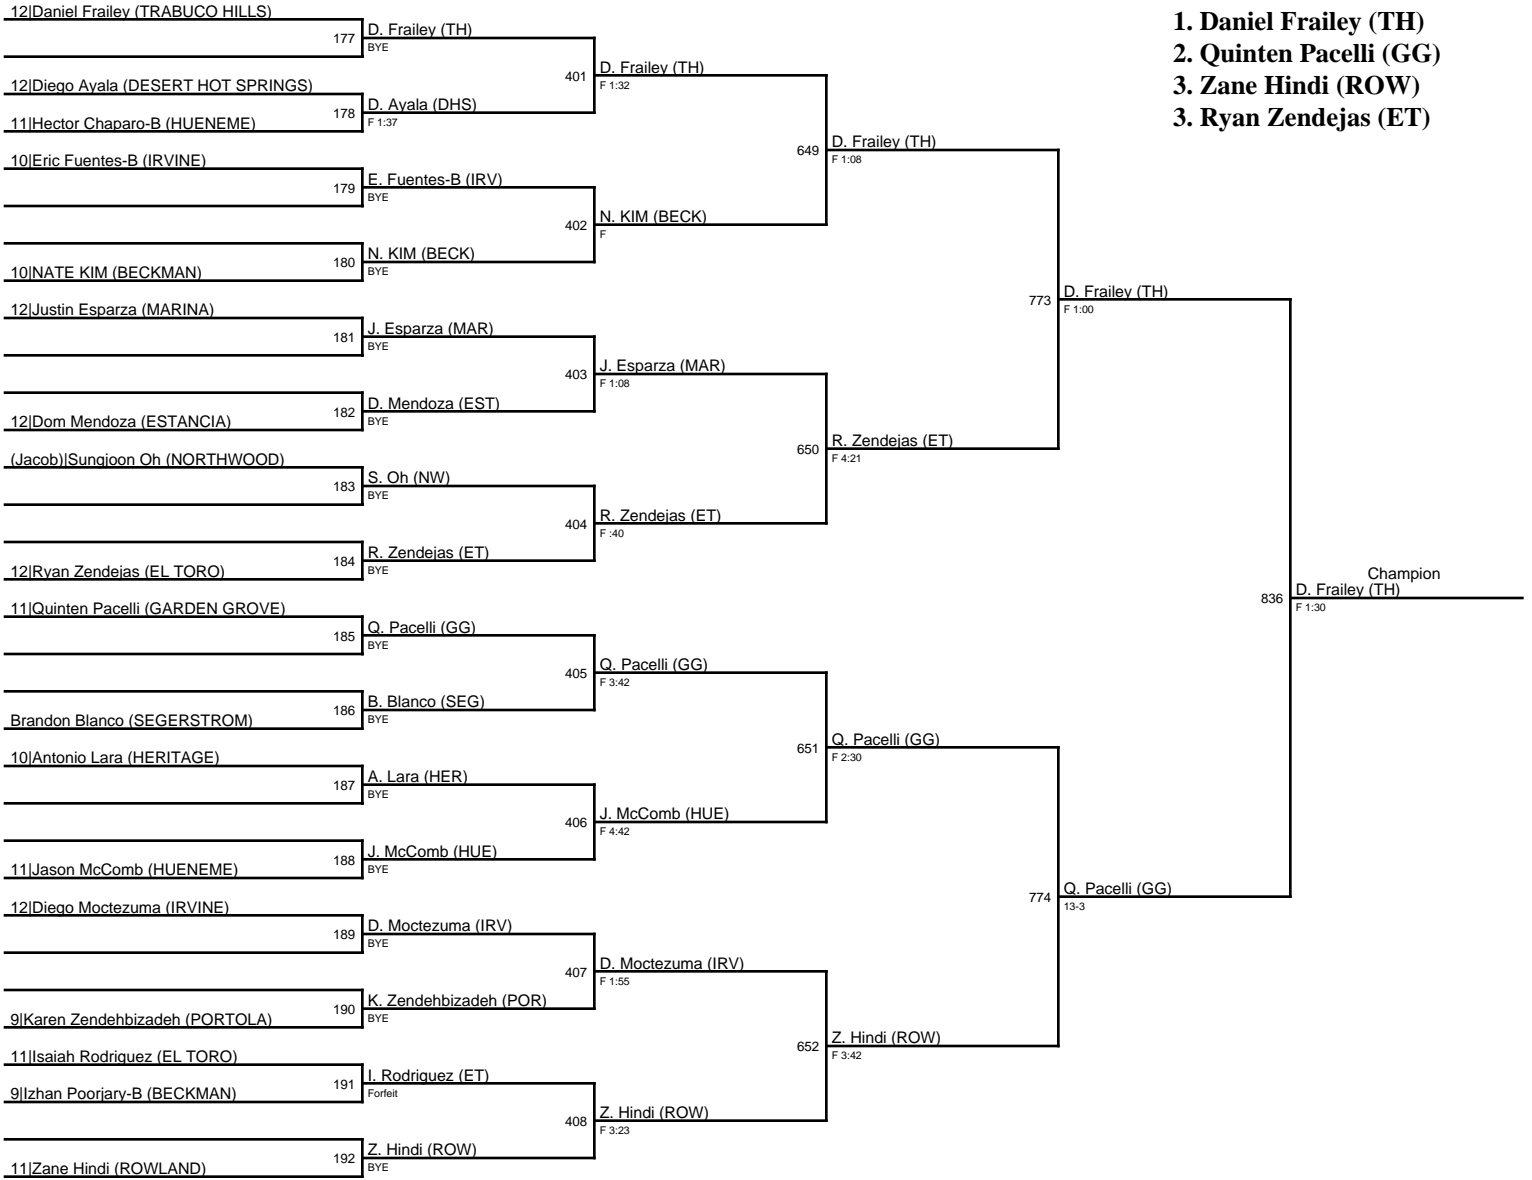 12|Daniel Frailey (TRABUCO HILLS)
12|Diego Ayala (DESERT HOT SPRINGS)
11|Hector Chaparo-B (HUENEME)
10|Eric Fuentes-B (IRVINE)
10|NATE KIM (BECKMAN)
12|Justin Esparza (MARINA)
12|Dom Mendoza (ESTANCIA)
(Jacob)|Sungjoon Oh (NORTHWOOD)
12|Ryan Zendejas (EL TORO)
11|Quinten Pacelli (GARDEN GROVE)
Brandon Blanco (SEGERSTROM)
10|Antonio Lara (HERITAGE)
11|Jason McComb (HUENEME)
12|Diego Moctezuma (IRVINE)
9|Karen Zendehbizadeh (PORTOLA)
11|Isaiah Rodriguez (EL TORO)
9|Izhan Poorjary-B (BECKMAN)
11|Zane Hindi (ROWLAND)
177
D. Frailey (TH)
BYE
178
D. Ayala (DHS)
F 1:37
179
E. Fuentes-B (IRV)
BYE
180
N. KIM (BECK)
BYE
181
J. Esparza (MAR)
BYE
182
D. Mendoza (EST)
BYE
183
S. Oh (NW)
BYE
184
R. Zendejas (ET)
BYE
185
Q. Pacelli (GG)
BYE
186
B. Blanco (SEG)
BYE
187
A. Lara (HER)
BYE
188
J. McComb (HUE)
BYE
189
D. Moctezuma (IRV)
BYE
190
K. Zendehbizadeh (POR)
BYE
191
I. Rodriguez (ET)
Forfeit
192
Z. Hindi (ROW)
BYE
401
D. Frailey (TH)
F 1:32
402
N. KIM (BECK)
F
403
J. Esparza (MAR)
F 1:08
404
R. Zendejas (ET)
F :40
405
Q. Pacelli (GG)
F 3:42
406
J. McComb (HUE)
F 4:42
407
D. Moctezuma (IRV)
F 1:55
408
Z. Hindi (ROW)
F 3:23
649
D. Frailey (TH)
F 1:08
650
R. Zendejas (ET)
F 4:21
651
Q. Pacelli (GG)
F 2:30
652
Z. Hindi (ROW)
F 3:42
773
D. Frailey (TH)
F 1:00
774
Q. Pacelli (GG)
13-3
836
Champion
D. Frailey (TH)
F 1:30
1. Daniel Frailey (TH)
2. Quinten Pacelli (GG)
3. Zane Hindi (ROW)
3. Ryan Zendejas (ET)